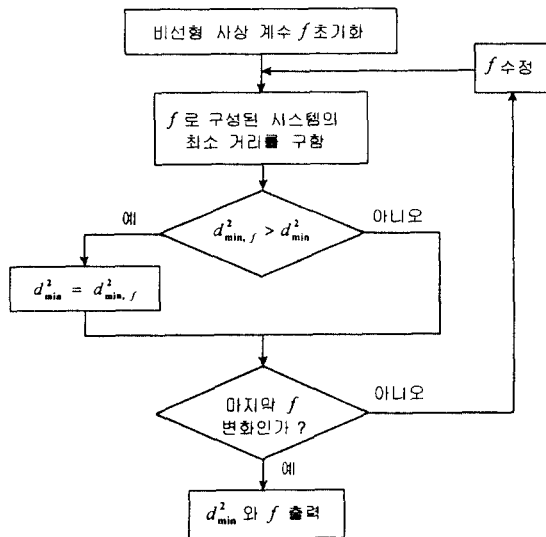 비선형 사상 계수 f 초기화
f 수정
f 로 구성된 시스템의
최소 거리를 구함
예
d²min, f > d²min
아니오
d²min = d²min, f
마지막 f
변화인가 ?
아니오
예
d²min 와 f 출력